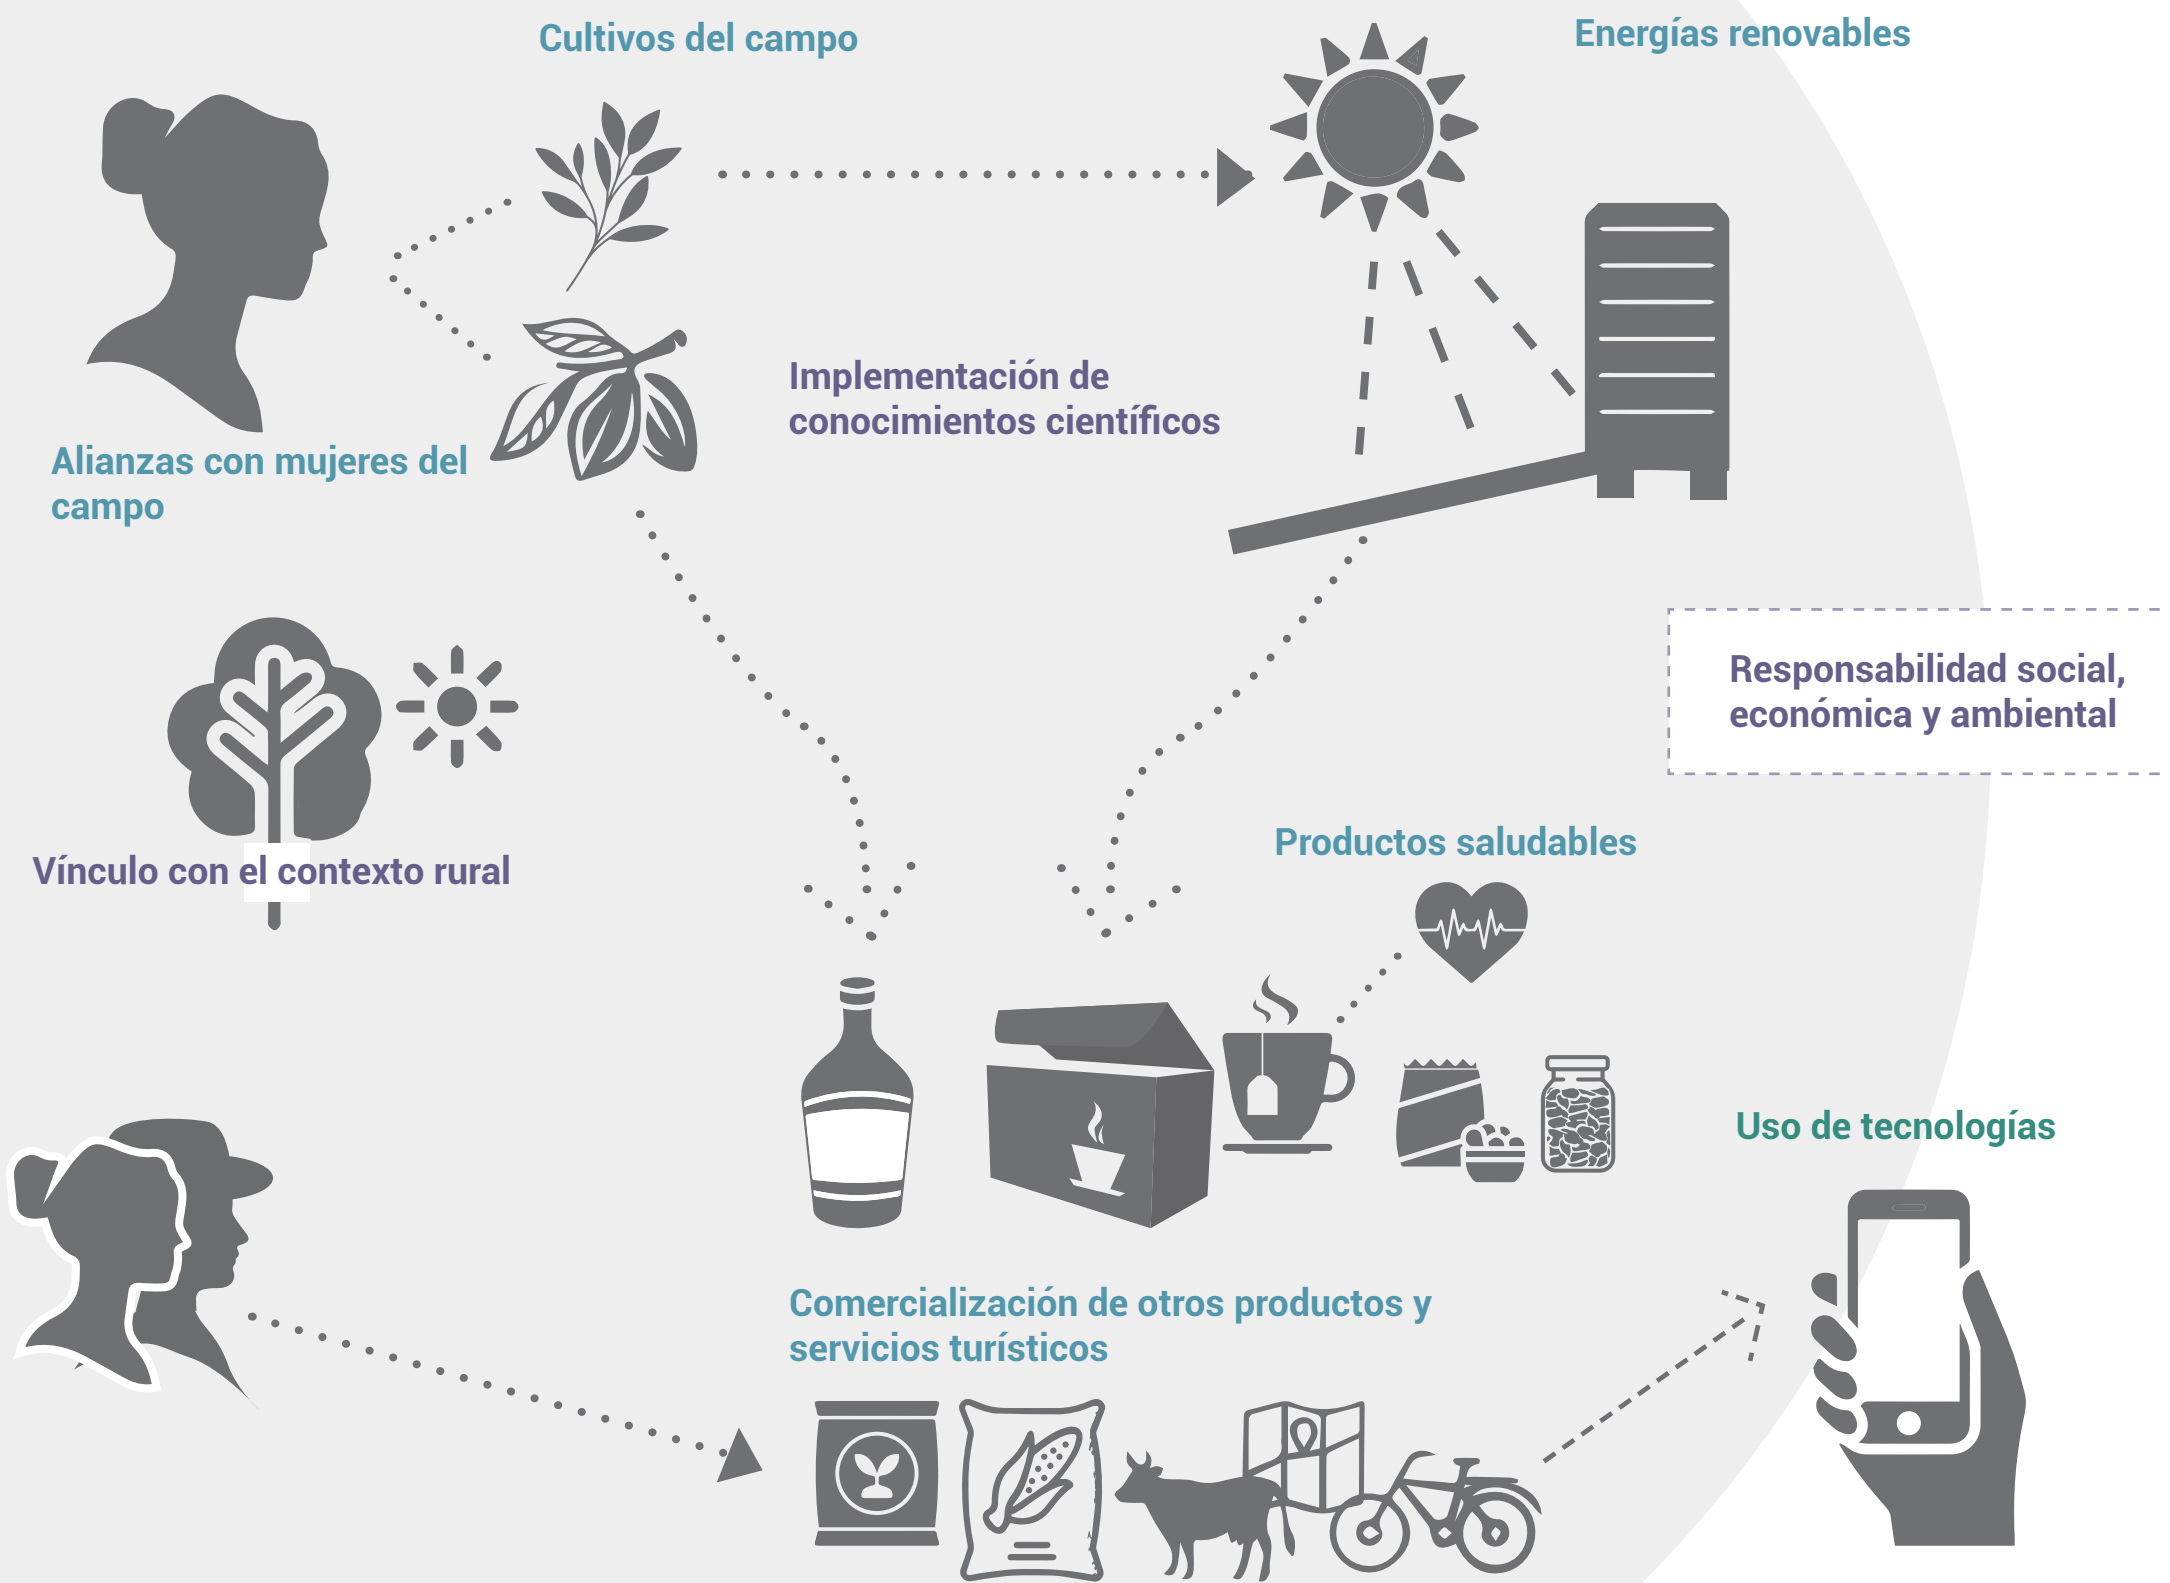 Cultivos del campo
Energías renovables
Implementación de
conocimientos científicos
Alianzas con mujeres del
campo
Responsabilidad social,
económica y ambiental
Vínculo con el contexto rural
Productos saludables
Uso de tecnologías
Comercialización de otros productos y
servicios turísticos